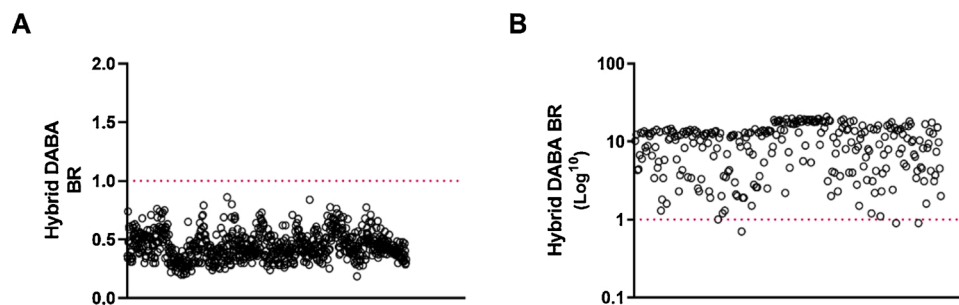 A
Hybrid DABA
BR
2.0
1.5
1.0
0.5
0.0
B
Hybrid DABA BR
(Log¹⁰)
100
10
1
0.1